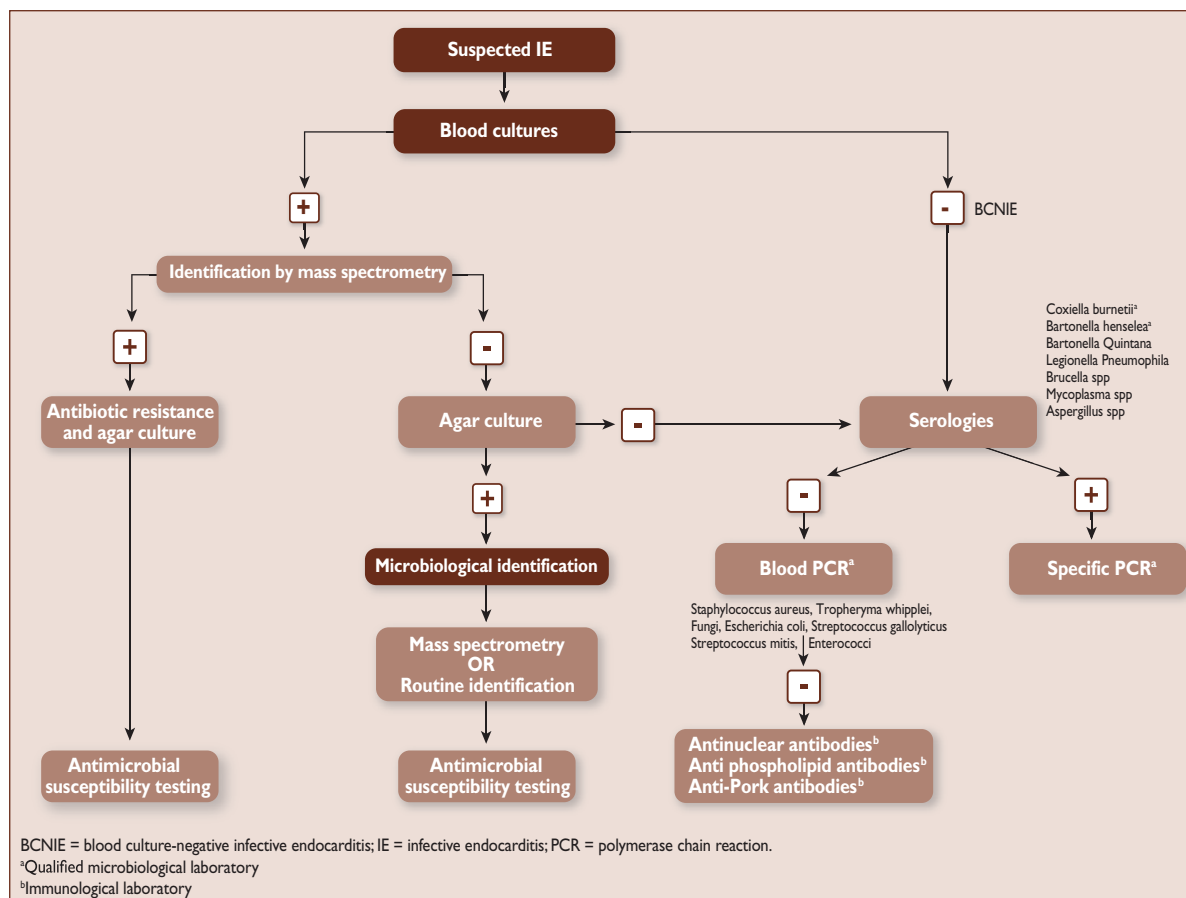 Suspected IE
Blood cultures
+
-
BCNIE
Identification by mass spectrometry
+
-
Coxiella burnetiiᵃ
Bartonella henseleaᵃ
Bartonella Quintana
Legionella Pneumophila
Brucella spp
Mycoplasma spp
Aspergillus spp
Antibiotic resistance
and agar culture
Agar culture
-
Serologies
+
-
+
Microbiological identification
Blood PCRᵃ
Specific PCRᵃ
Staphylococcus aureus, Tropheryma whipplei,
Fungi, Escherichia coli, Streptococcus gallolyticus
Streptococcus mitis, Enterococci
Mass spectrometry
OR
Routine identification
-
Antinuclear antibodiesᵇ
Anti phospholipid antibodiesᵇ
Anti-Pork antibodiesᵇ
Antimicrobial
susceptibility testing
Antimicrobial
susceptibility testing
BCNIE = blood culture-negative infective endocarditis; IE = infective endocarditis; PCR = polymerase chain reaction.
ᵃQualified microbiological laboratory
ᵇImmunological laboratory